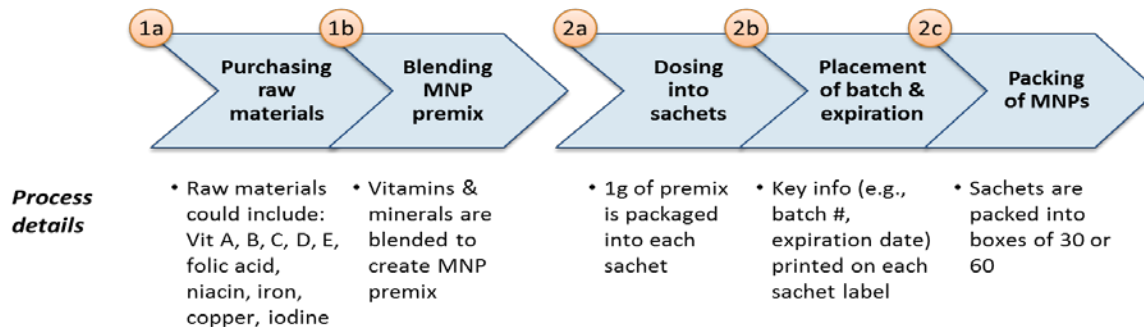 1a
1b
2a
2b
2c
Purchasing
raw
materials
Blending
MNP
premix
Dosing
into
sachets
Placement
of batch &
expiration
Packing
of MNPs
Process
details
• Raw materials
could include:
Vit A, B, C, D, E,
folic acid,
niacin, iron,
copper, iodine
• Vitamins &
minerals are
blended to
create MNP
premix
• 1g of premix
is packaged
into each
sachet
• Key info (e.g.,
batch #,
expiration date)
printed on each
sachet label
• Sachets are
packed into
boxes of 30 or
60